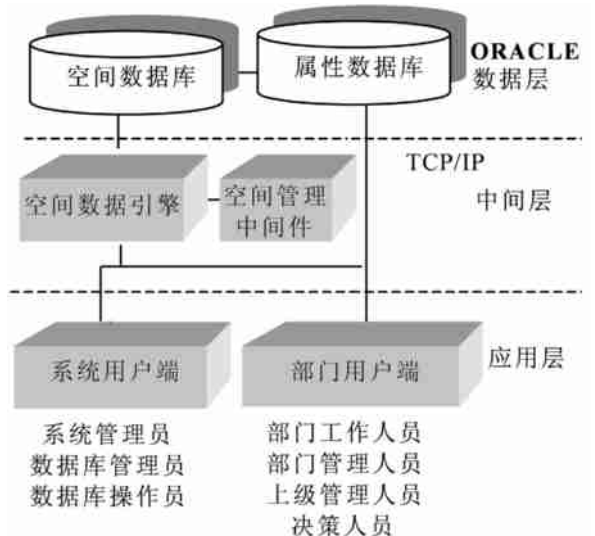 空间数据库
属性数据库
ORACLE
数据层
TCP/IP
空间数据引擎
空间管理
中间件
中间层
系统用户端
部门用户端
应用层
系统管理员
数据库管理员
数据库操作员
部门工作人员
部门管理人员
上级管理人员
决策人员